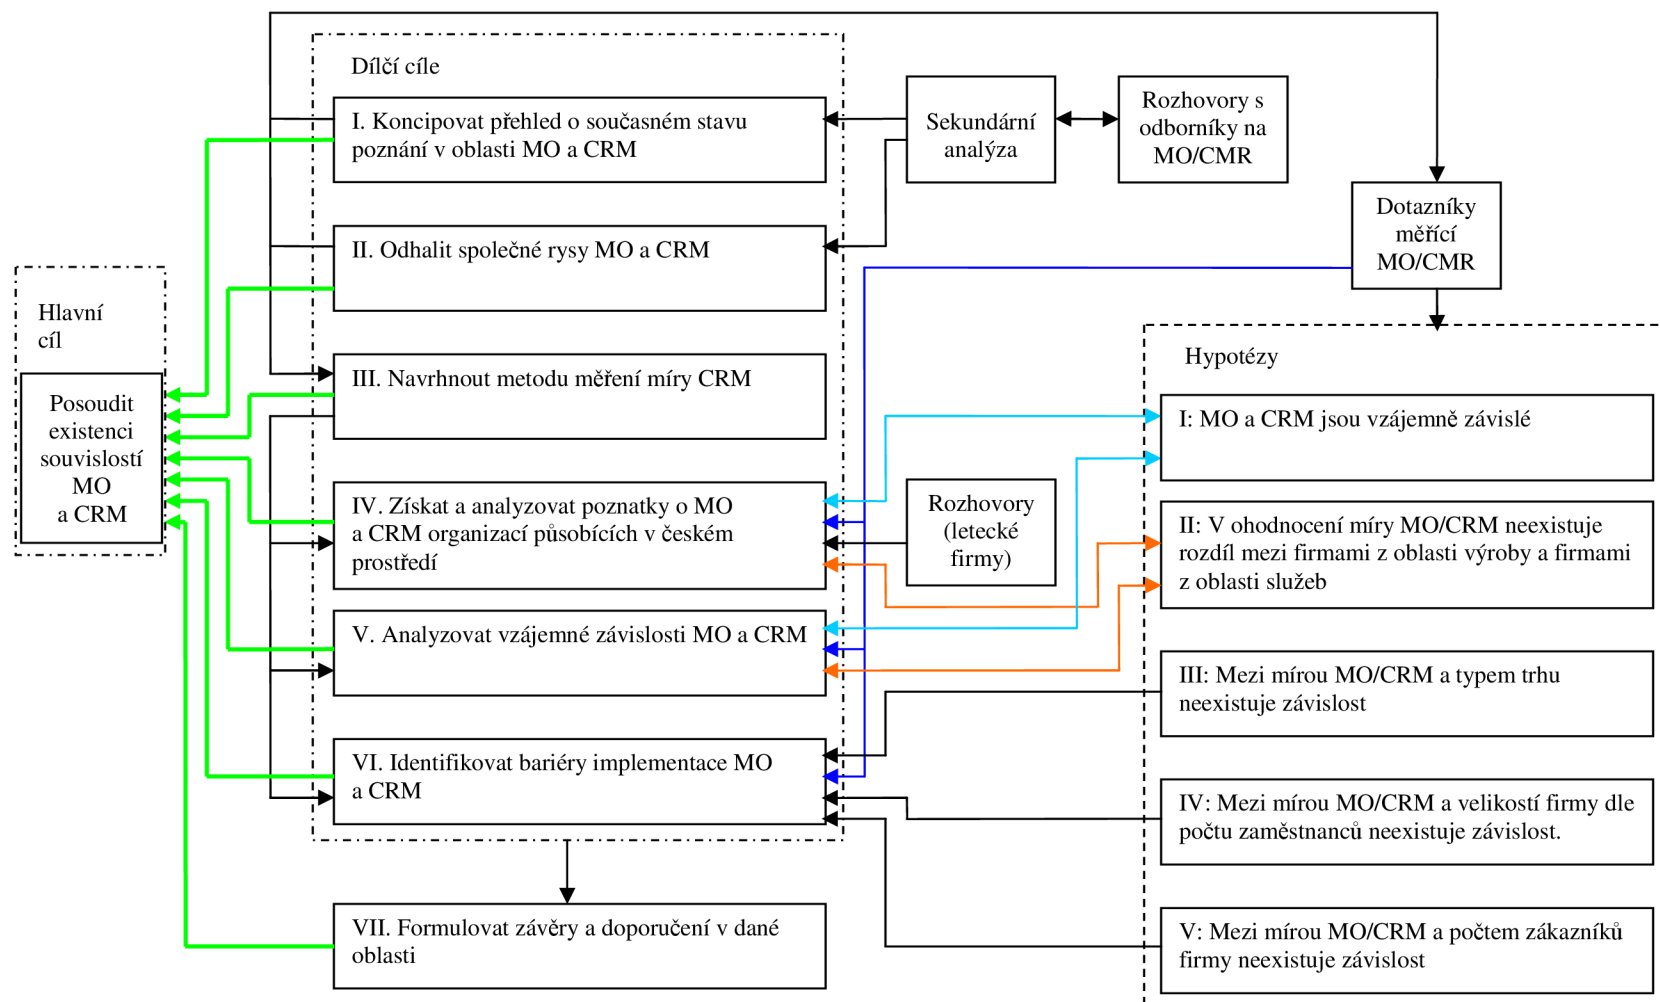 Dílčí cíle
I. Koncipovat přehled o současném stavu
poznání v oblasti MO a CRM
Sekundární
analýza
Rozhovory s
odborníky na
MO/CMR
Dotazníky
měřící
MO/CMR
II. Odhalit společné rysy MO a CRM
Hlavní
cíl
Posoudit
existenci
souvislostí
MO
a CRM
III. Navrhnout metodu měření míry CRM
IV. Získat a analyzovat poznatky o MO
a CRM organizací působících v českém
prostředí
Rozhovory
(letecké
firmy)
V. Analyzovat vzájemné závislosti MO a CRM
VI. Identifikovat bariéry implementace MO
a CRM
VII. Formulovat závěry a doporučení v dané
oblasti
Hypotézy
I: MO a CRM jsou vzájemně závislé
II: V ohodnocení míry MO/CRM neexistuje
rozdíl mezi firmami z oblasti výroby a firmami
z oblasti služeb
III: Mezi mírou MO/CRM a typem trhu
neexistuje závislost
IV: Mezi mírou MO/CRM a velikostí firmy dle
počtu zaměstnanců neexistuje závislost.
V: Mezi mírou MO/CRM a počtem zákazníků
firmy neexistuje závislost